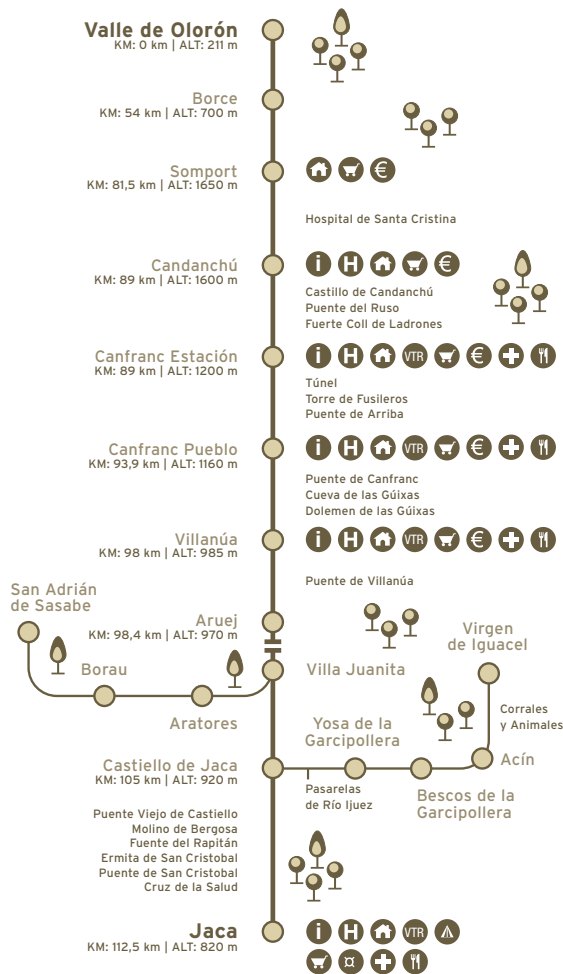 Valle de Olorón
KM: 0 km | ALT: 211 m
Borce
KM: 54 km | ALT: 700 m
Somport
KM: 81,5 km | ALT: 1650 m
€
Hospital de Santa Cristina
Candanchú
KM: 89 km | ALT: 1600 m
i H €
Castillo de Candanchú
Puente del Ruso
Fuerte Coll de Ladrones
Canfranc Estación
KM: 89 km | ALT: 1200 m
i H VTR €
Túnel
Torre de Fusileros
Puente de Arriba
Canfranc Pueblo
KM: 93,9 km | ALT: 1160 m
i H VTR €
Puente de Canfranc
Cueva de las Gúixas
Dolemen de las Gúixas
Villanúa
KM: 98 km | ALT: 985 m
i H VTR €
Puente de Villanúa
San Adrián
de Sasabe
Aruej
KM: 98,4 km | ALT: 970 m
Virgen
de Iguacel
Borau
Villa Juanita
Aratores
Yosa de la
Garcipollera
Corrales
y Animales
Castiello de Jaca
KM: 105 km | ALT: 920 m
Acín
Pasarelas
de Río Ijuez
Bescos de la
Garcipollera
Puente Viejo de Castiello
Molino de Bergosa
Fuente del Rapitán
Ermita de San Cristobal
Puente de San Cristobal
Cruz de la Salud
Jaca
KM: 112,5 km | ALT: 820 m
i H VTR
¤